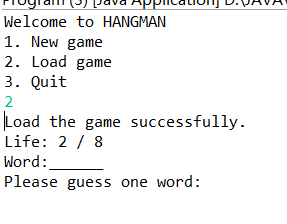 Program (3) [Java Application] D:\JAVA\
Welcome to HANGMAN
1. New game
2. Load game
3. Quit
2
Load the game successfully.
Life: 2 / 8
Word:______
Please guess one word: